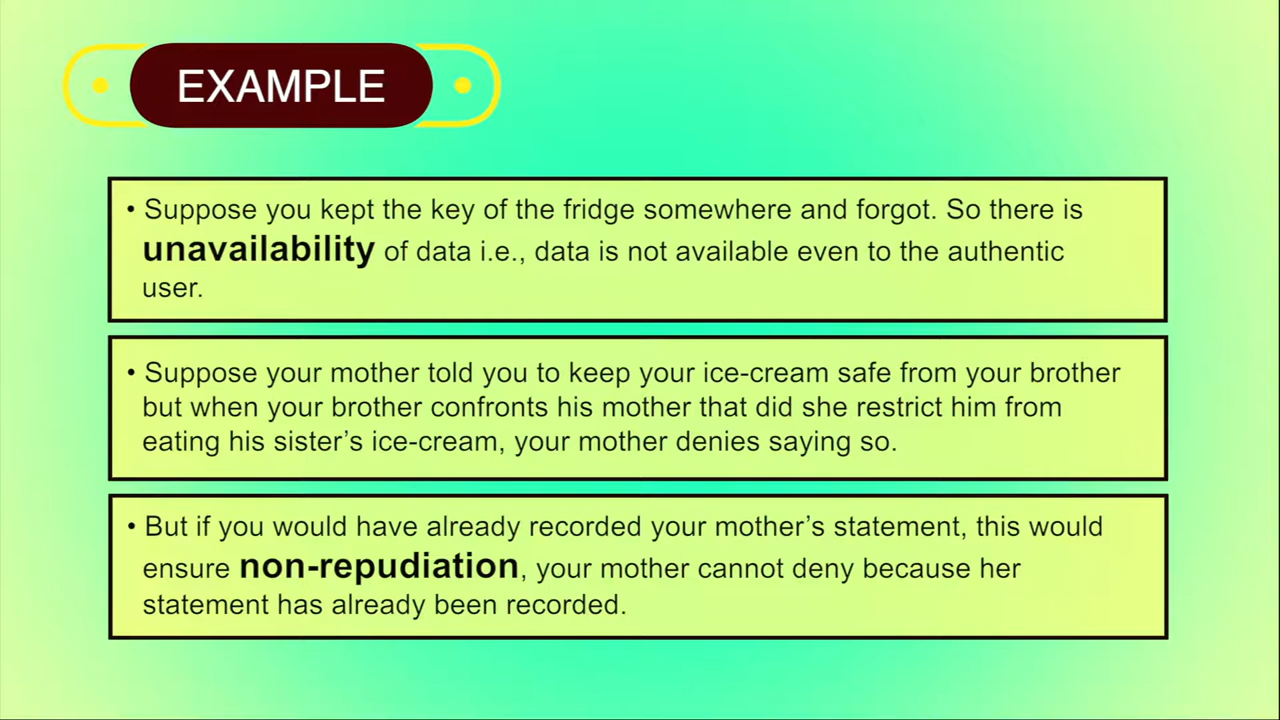 EXAMPLE
• Suppose you kept the key of the fridge somewhere and forgot. So there is
unavailability of data i.e., data is not available even to the authentic
user.
• Suppose your mother told you to keep your ice-cream safe from your brother
but when your brother confronts his mother that did she restrict him from
eating his sister’s ice-cream, your mother denies saying so.
• But if you would have already recorded your mother’s statement, this would
ensure non-repudiation, your mother cannot deny because her
statement has already been recorded.